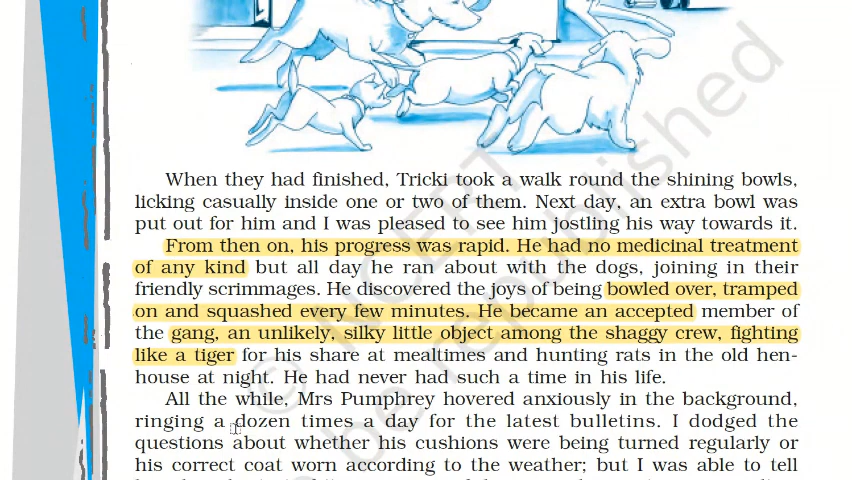 When they had finished, Tricki took a walk round the shining bowls,
licking casually inside one or two of them. Next day, an extra bowl was
put out for him and I was pleased to see him jostling his way towards it.
From then on, his progress was rapid. He had no medicinal treatment
of any kind but all day he ran about with the dogs, joining in their
friendly scrimmages. He discovered the joys of being bowled over, tramped
on and squashed every few minutes. He became an accepted member of
the gang, an unlikely, silky little object among the shaggy crew, fighting
like a tiger for his share at mealtimes and hunting rats in the old hen-
house at night. He had never had such a time in his life.
All the while, Mrs Pumphrey hovered anxiously in the background,
ringing a dozen times a day for the latest bulletins. I dodged the
questions about whether his cushions were being turned regularly or
his correct coat worn according to the weather; but I was able to tell
© NCERT
be republished